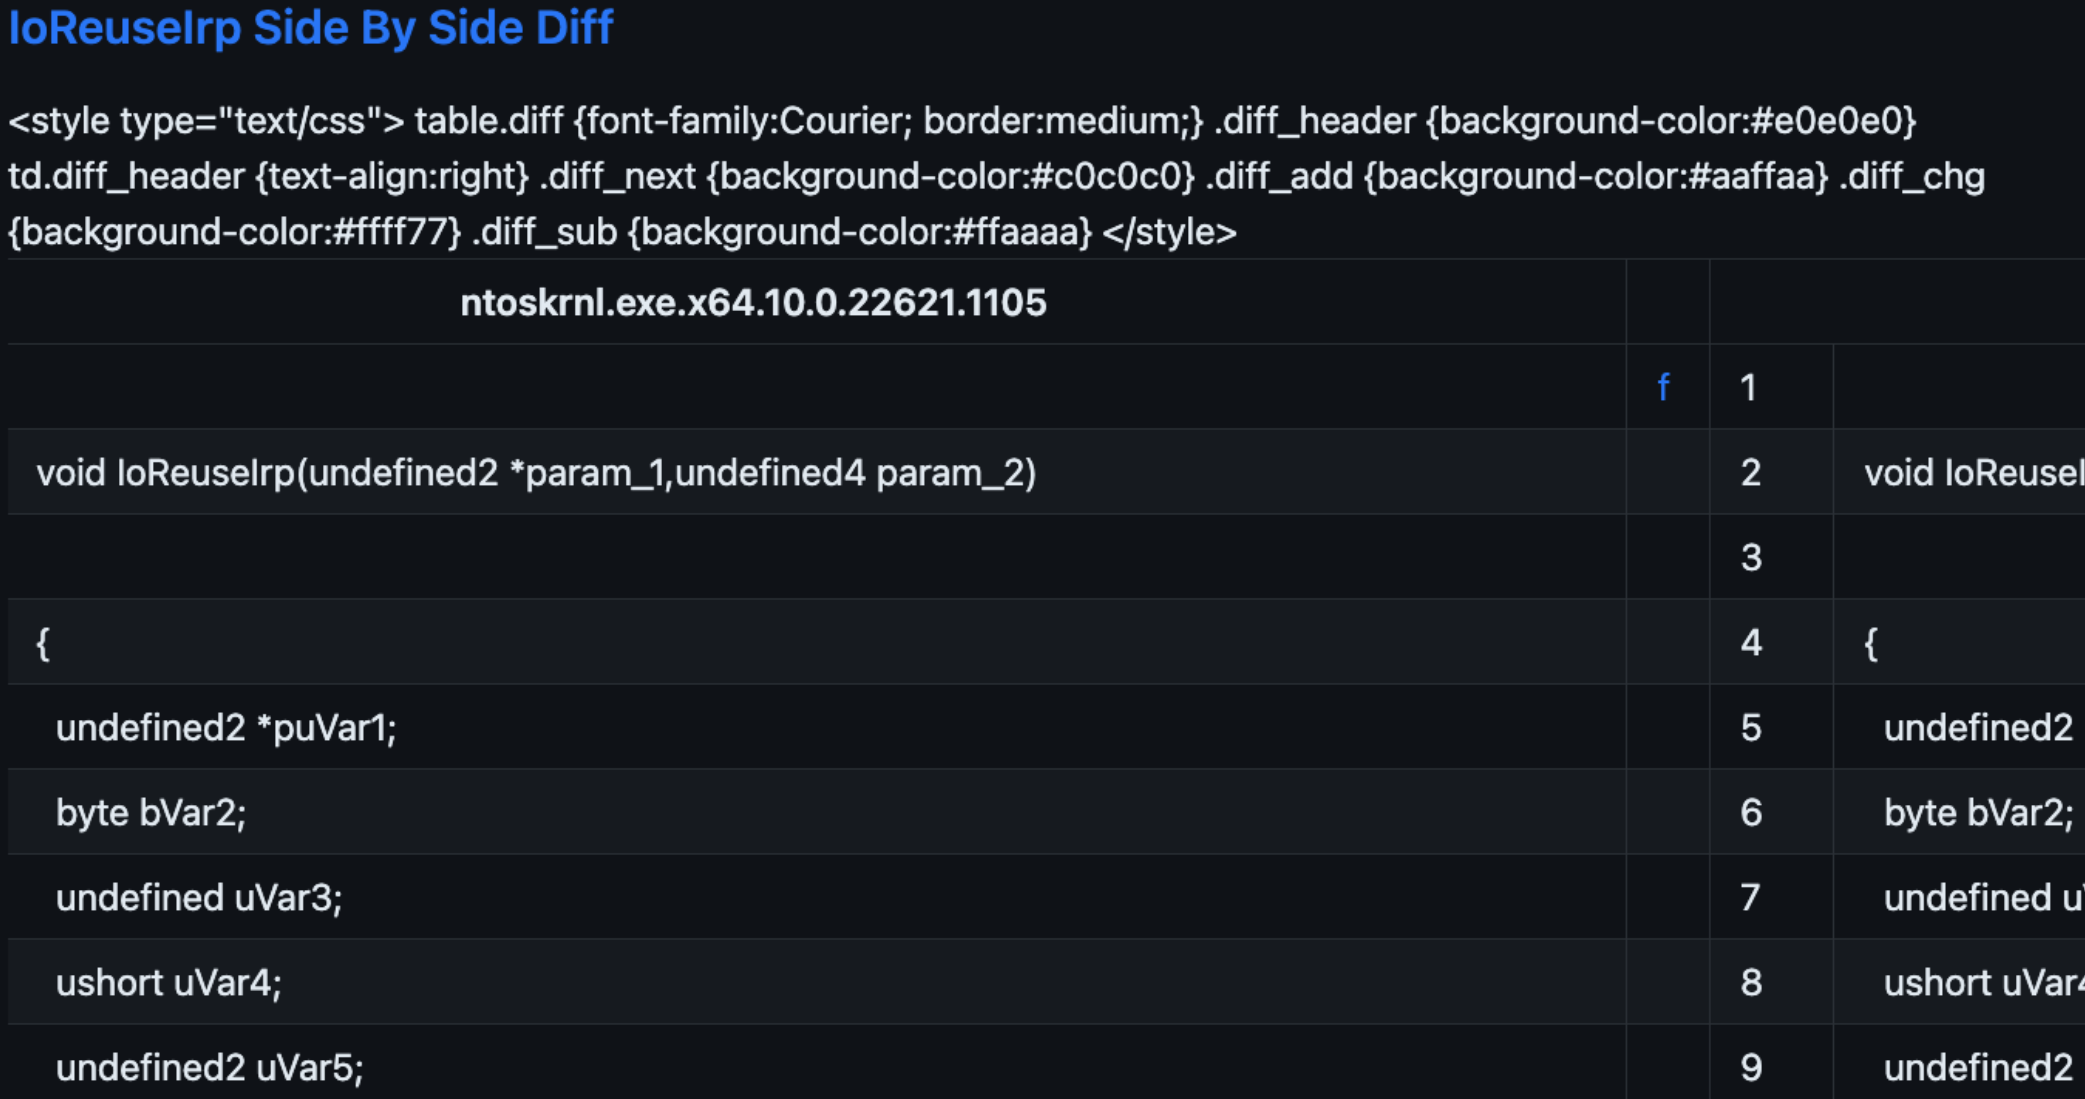 IoReuseIrp Side By Side Diff
<style type="text/css"> table.diff {font-family:Courier; border:medium;} .diff_header {background-color:#e0e0e0}
td.diff_header {text-align:right} .diff_next {background-color:#c0c0c0} .diff_add {background-color:#aaffaa} .diff_chg
{background-color:#ffff77} .diff_sub {background-color:#ffaaaa} </style>
ntoskrnl.exe.x64.10.0.22621.1105
f 1
void IoReuseIrp(undefined2 *param_1,undefined4 param_2) 2 void IoReuseI
3
{ 4 {
undefined2 *puVar1; 5 undefined2
byte bVar2; 6 byte bVar2;
undefined uVar3; 7 undefined u
ushort uVar4; 8 ushort uVar4
undefined2 uVar5; 9 undefined2